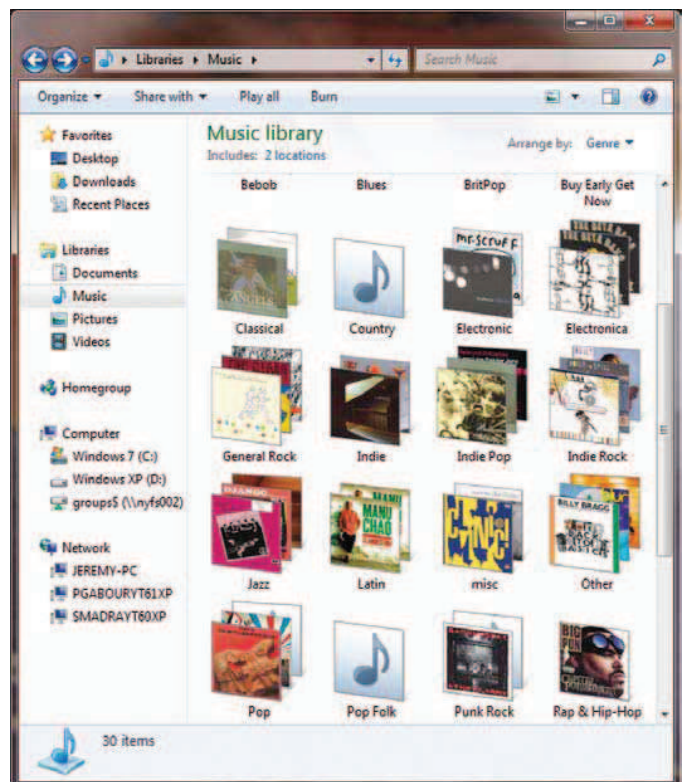 Libraries Music
Search Music
Organize Share with Play all Burn
Favorites
Desktop
Downloads
Recent Places
Libraries
Documents
Music
Pictures
Videos
Homegroup
Computer
Windows 7 (C:)
Windows XP (D:)
groups$ (\\nyfs002)
Network
JEREMY-PC
PGABOURYT61XP
SMADRAYT60XP
Music library
Includes: 2 locations
Arrange by: Genre
Bebob Blues BritPop Buy Early Get
Now
mr.scruff
Classical Country Electronic Electronica
General Rock Indie Indie Pop Indie Rock
DJANGO
MANU
CHAO
BILLY BRAGG
Jazz Latin misc Other
BIG
PUN
Pop Pop Folk Punk Rock Rap & Hip-Hop
30 items